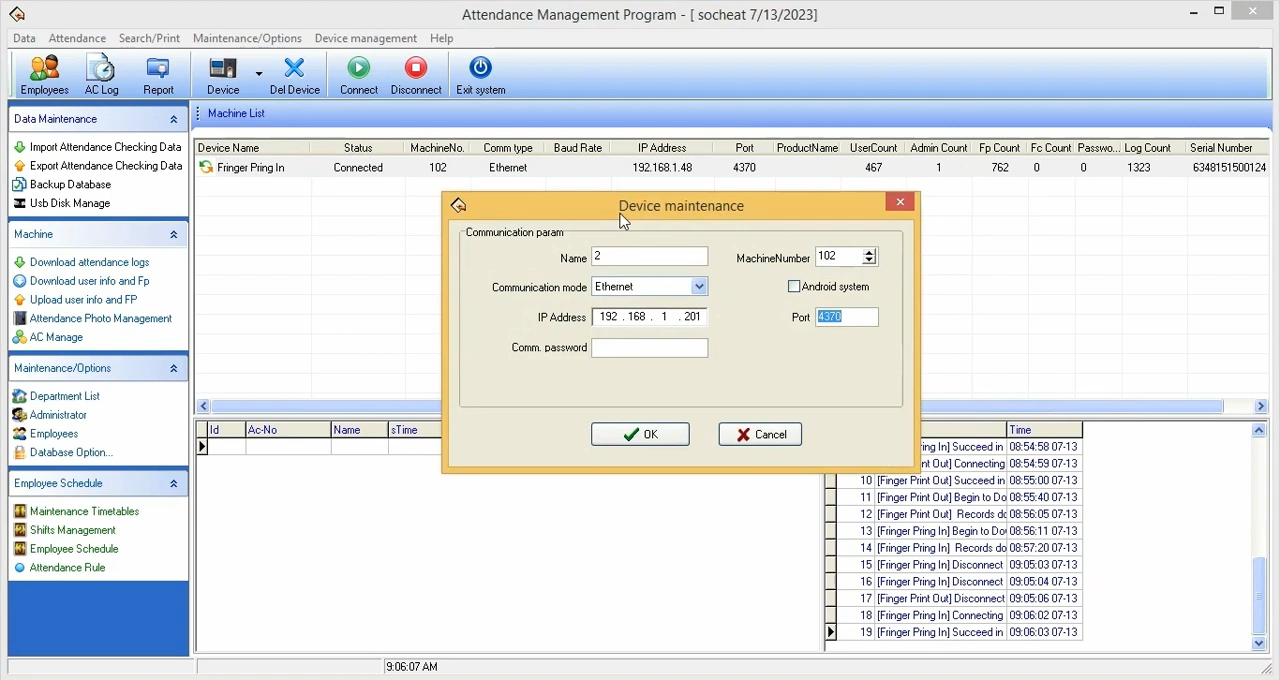 Attendance Management Program - [ socheat 7/13/2023]
Data Attendance Search/Print Maintenance/Options Device management Help
Employees AC Log Report Device Del Device Connect Disconnect Exit system
Data Maintenance
Import Attendance Checking Data
Export Attendance Checking Data
Backup Database
Usb Disk Manage
Machine
Download attendance logs
Download user info and Fp
Upload user info and FP
Attendance Photo Management
AC Manage
Maintenance/Options
Department List
Administrator
Employees
Database Option...
Employee Schedule
Maintenance Timetables
Shifts Management
Employee Schedule
Attendance Rule
Machine List
Device Name Status MachineNo. Comm type Baud Rate IP Address Port ProductName UserCount Admin Count Fp Count Fc Count Passwo... Log Count Serial Number
Fringer Pring In Connected 102 Ethernet 192.168.1.48 4370 467 1 762 0 0 1323 6348151500124
Device maintenance
Communication param
Name 2 MachineNumber 102
Communication mode Ethernet Android system
IP Address 192 . 168 . 1 . 201 Port 4370
Comm. password
OK Cancel
Id Ac-No Name sTime
Time
ing In] Succeed in 08:54:58 07-13
nt Out] Connecting 08:54:59 07-13
10 [Finger Print Out] Succeed in 08:55:00 07-13
11 [Finger Print Out] Begin to Do 08:55:40 07-13
12 [Finger Print Out] Records do 08:56:05 07-13
13 [Fringer Pring In] Begin to Do 08:56:11 07-13
14 [Fringer Pring In] Records do 08:57:20 07-13
15 [Fringer Pring In] Disconnect 09:05:03 07-13
16 [Fringer Pring In] Disconnect 09:05:04 07-13
17 [Finger Print Out] Disconnect 09:05:06 07-13
18 [Fringer Pring In] Connecting 09:06:02 07-13
19 [Fringer Pring In] Succeed in 09:06:03 07-13
9:06:07 AM